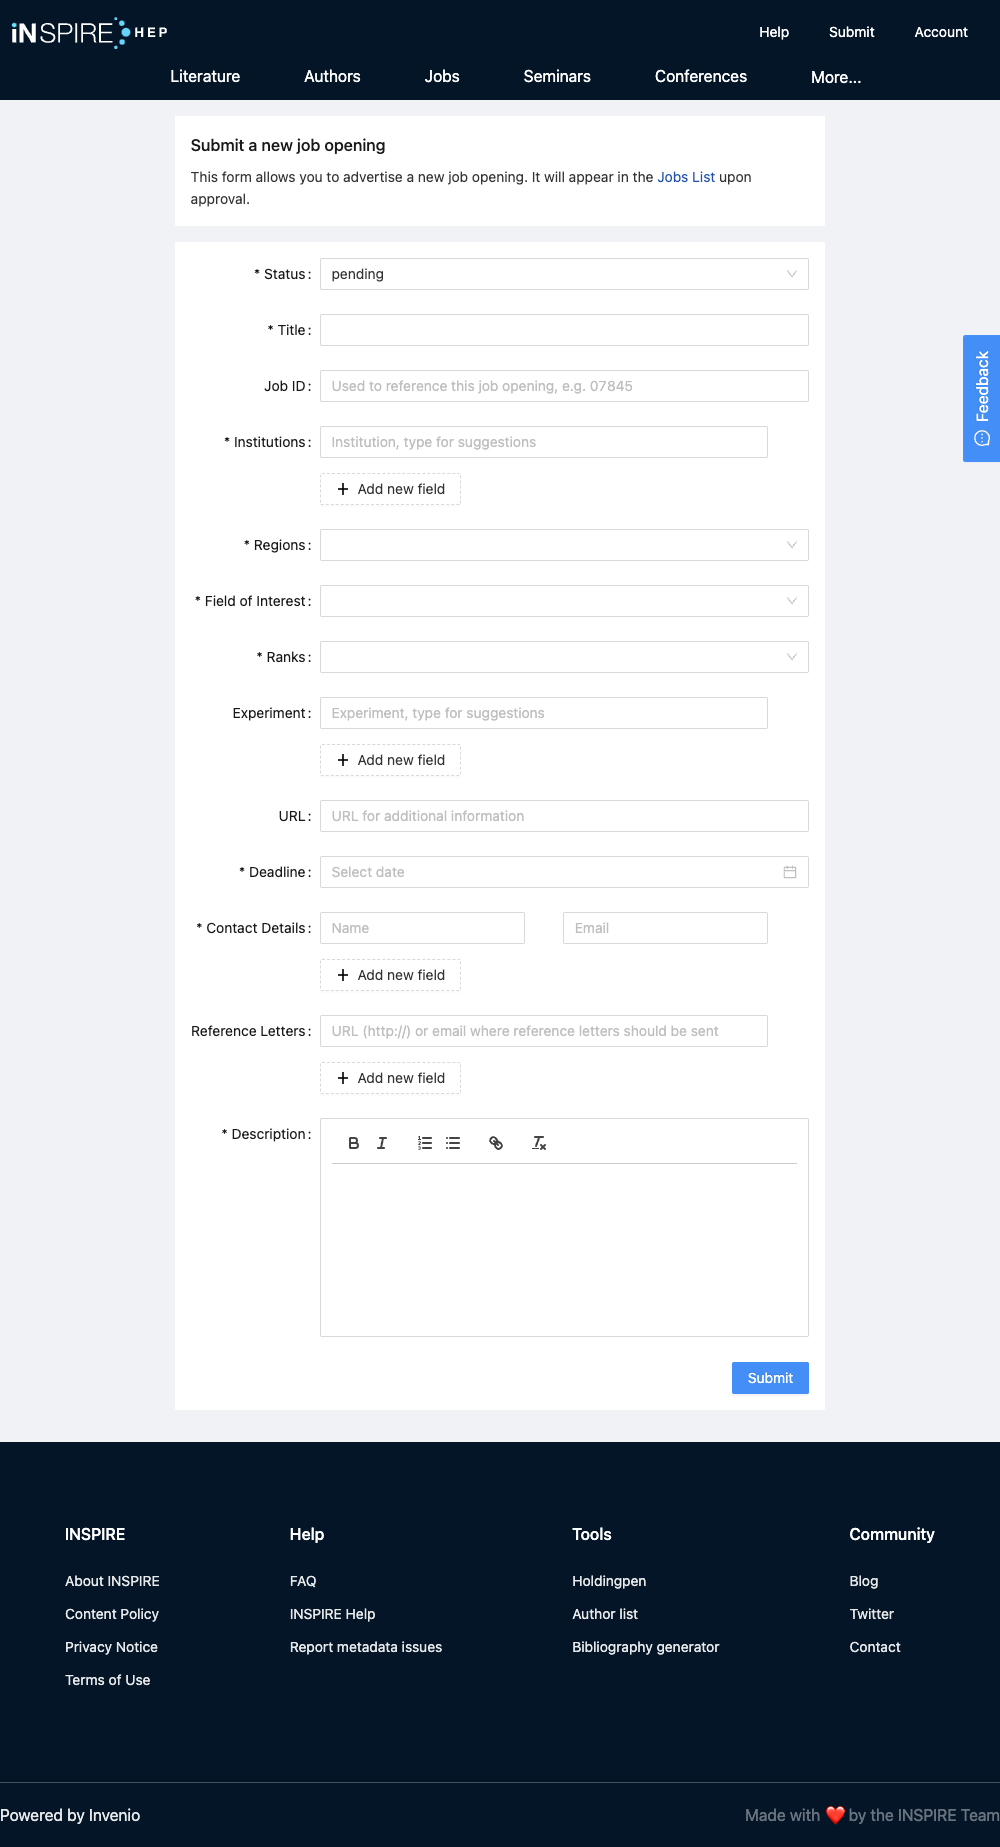 iNSPIRE HEP
Help
Submit
Account
Literature
Authors
Jobs
Seminars
Conferences
More...
Submit a new job opening
This form allows you to advertise a new job opening. It will appear in the Jobs List upon
approval.
* Status :
pending
* Title :
Job ID :
Used to reference this job opening, e.g. 07845
* Institutions :
Institution, type for suggestions
+ Add new field
* Regions :
* Field of Interest :
* Ranks :
Experiment :
Experiment, type for suggestions
+ Add new field
URL :
URL for additional information
* Deadline :
Select date
* Contact Details :
Name
Email
+ Add new field
Reference Letters :
URL (http://) or email where reference letters should be sent
+ Add new field
* Description :
Submit
Feedback
INSPIRE
About INSPIRE
Content Policy
Privacy Notice
Terms of Use
Help
FAQ
INSPIRE Help
Report metadata issues
Tools
Holdingpen
Author list
Bibliography generator
Community
Blog
Twitter
Contact
Powered by Invenio
Made with ❤️ by the INSPIRE Team